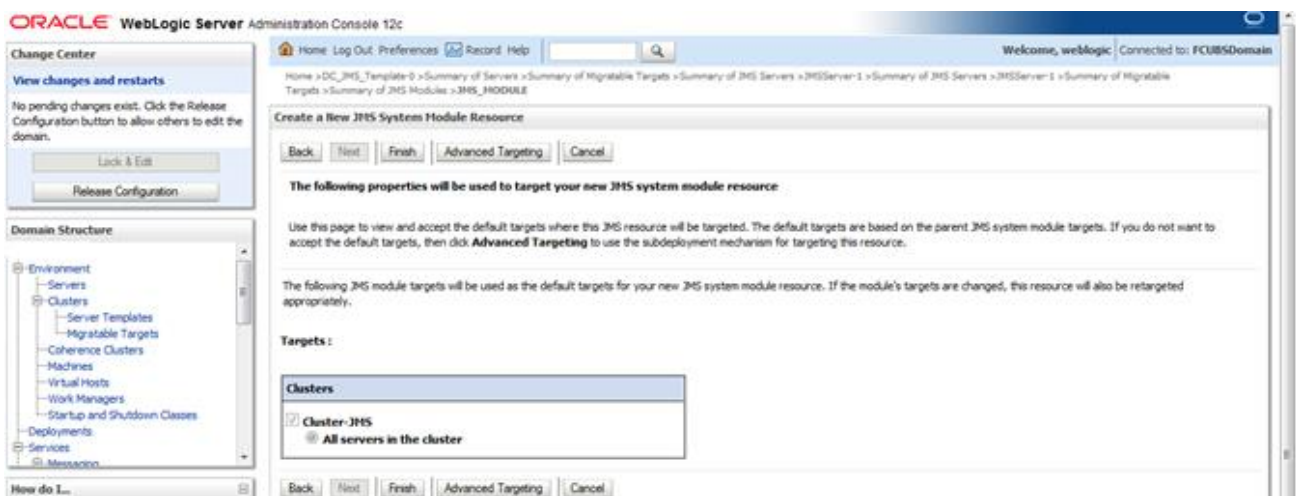 ORACLE WebLogic Server Administration Console 12c
Change Center
View changes and restarts
No pending changes exist. Click the Release
Configuration button to allow others to edit the
domain.
Lock & Edit
Release Configuration
Domain Structure
Environment
Servers
Clusters
Server Templates
Migratable Targets
Coherence Clusters
Machines
Virtual Hosts
Work Managers
Startup and Shutdown Classes
Deployments
Services
Messaging
How do I...
Home Log Out Preferences Record Help
Welcome, weblogic Connected to: FCUBSDomain
Home >DC_JMS_Template-0 >Summary of Servers >Summary of Migratable Targets >Summary of JMS Servers >JMSServer-1 >Summary of JMS Servers >JMSServer-1 >Summary of Migratable
Targets >Summary of JMS Modules >JMS_MODULE
Create a New JMS System Module Resource
Back Next Finish Advanced Targeting Cancel
The following properties will be used to target your new JMS system module resource
Use this page to view and accept the default targets where this JMS resource will be targeted. The default targets are based on the parent JMS system module targets. If you do not want to
accept the default targets, then click Advanced Targeting to use the subdeployment mechanism for targeting this resource.
The following JMS module targets will be used as the default targets for your new JMS system module resource. If the module's targets are changed, this resource will also be retargeted
appropriately.
Targets :
Clusters
Cluster-JMS
All servers in the cluster
Back Next Finish Advanced Targeting Cancel